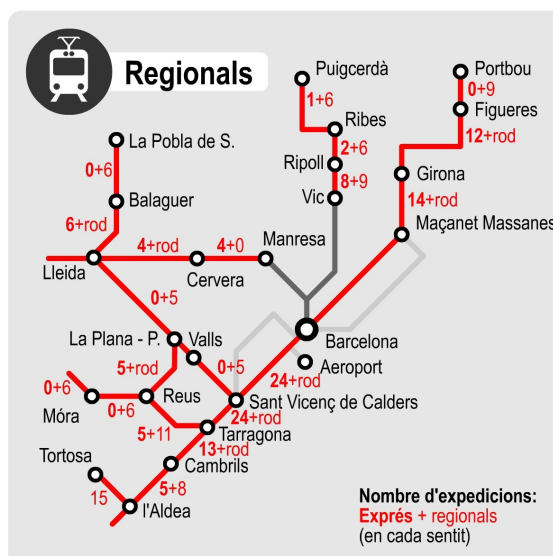 Regionals
Puigcerdà
Portbou
1+6
0+9
Figueres
Ribes
12+rod
La Pobla de S.
2+6
Ripoll
0+6
8+9
Girona
Balaguer
Vic
14+rod
6+rod
Maçanet Massanes
4+rod
4+0
Manresa
Lleida
Cervera
0+5
La Plana - P.
Valls
Barcelona
5+rod
0+5
Aeroport
24+rod
0+6
Reus
Móra
0+6
Sant Vicenç de Calders
24+rod
5+11
Tarragona
13+rod
Tortosa
Cambrils
15
5+8
l'Aldea
Nombre d'expedicions:
Exprés + regionals
(en cada sentit)